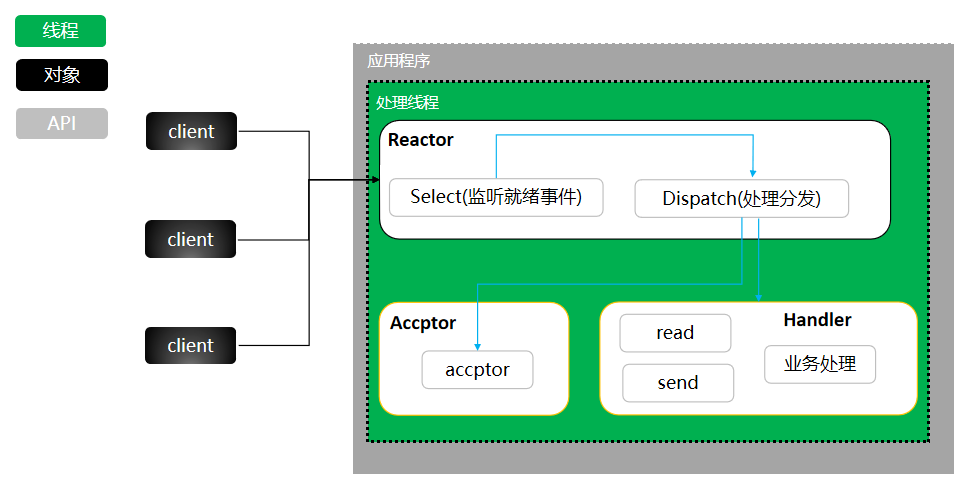 线程
对象
API
client
client
client
应用程序
处理线程
Reactor
Select(监听就绪事件)
Dispatch(处理分发)
Accptor
accptor
Handler
read
业务处理
send